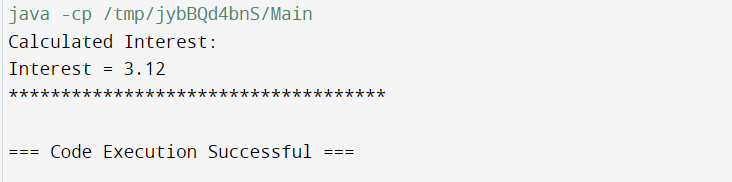 java -cp /tmp/jybBQd4bnS/Main
Calculated Interest:
Interest = 3.12
************************************
=== Code Execution Successful ===